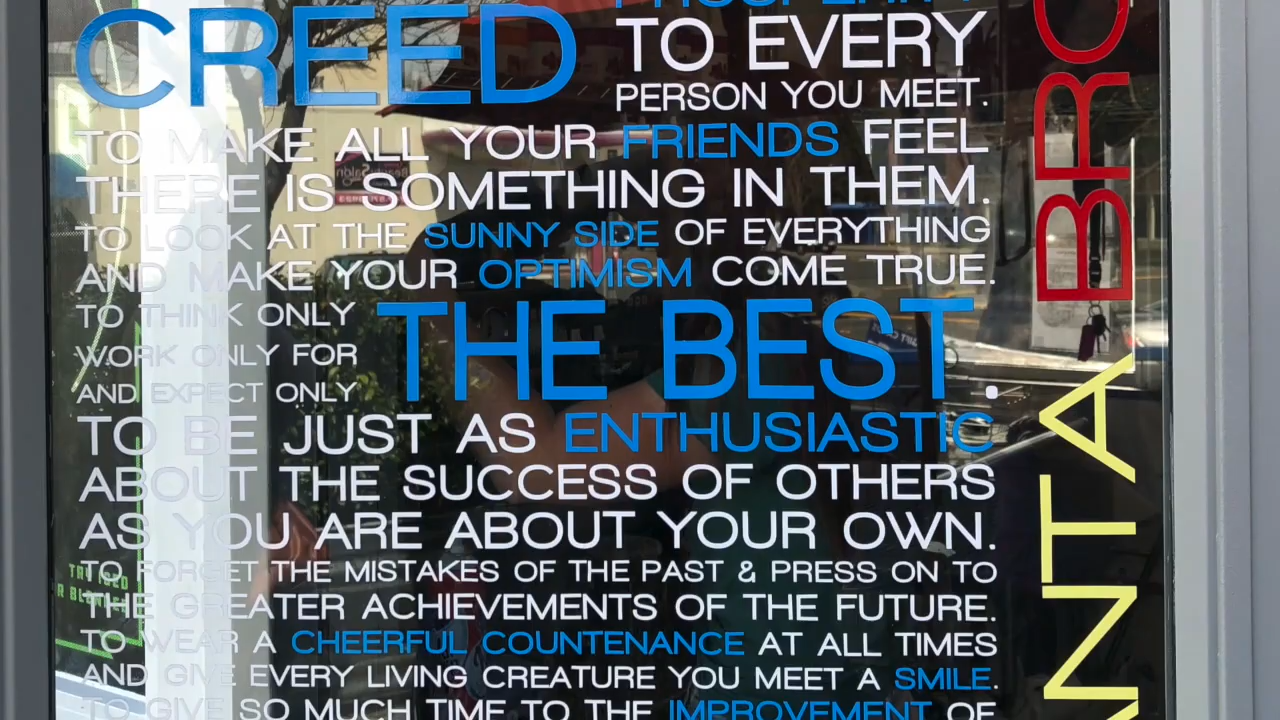 CREED
TO EVERY
PERSON YOU MEET.
TO MAKE ALL YOUR FRIENDS FEEL
THERE IS SOMETHING IN THEM.
TO LOOK AT THE SUNNY SIDE OF EVERYTHING
AND MAKE YOUR OPTIMISM COME TRUE.
TO THINK ONLY
WORK ONLY FOR
AND EXPECT ONLY
THE BEST.
TO BE JUST AS ENTHUSIASTIC
ABOUT THE SUCCESS OF OTHERS
AS YOU ARE ABOUT YOUR OWN.
TO FORGET THE MISTAKES OF THE PAST & PRESS ON TO
THE GREATER ACHIEVEMENTS OF THE FUTURE.
TO WEAR A CHEERFUL COUNTENANCE AT ALL TIMES
AND GIVE EVERY LIVING CREATURE YOU MEET A SMILE.
TO GIVE SO MUCH TIME TO THE IMPROVEMENT OF
NTA BRO